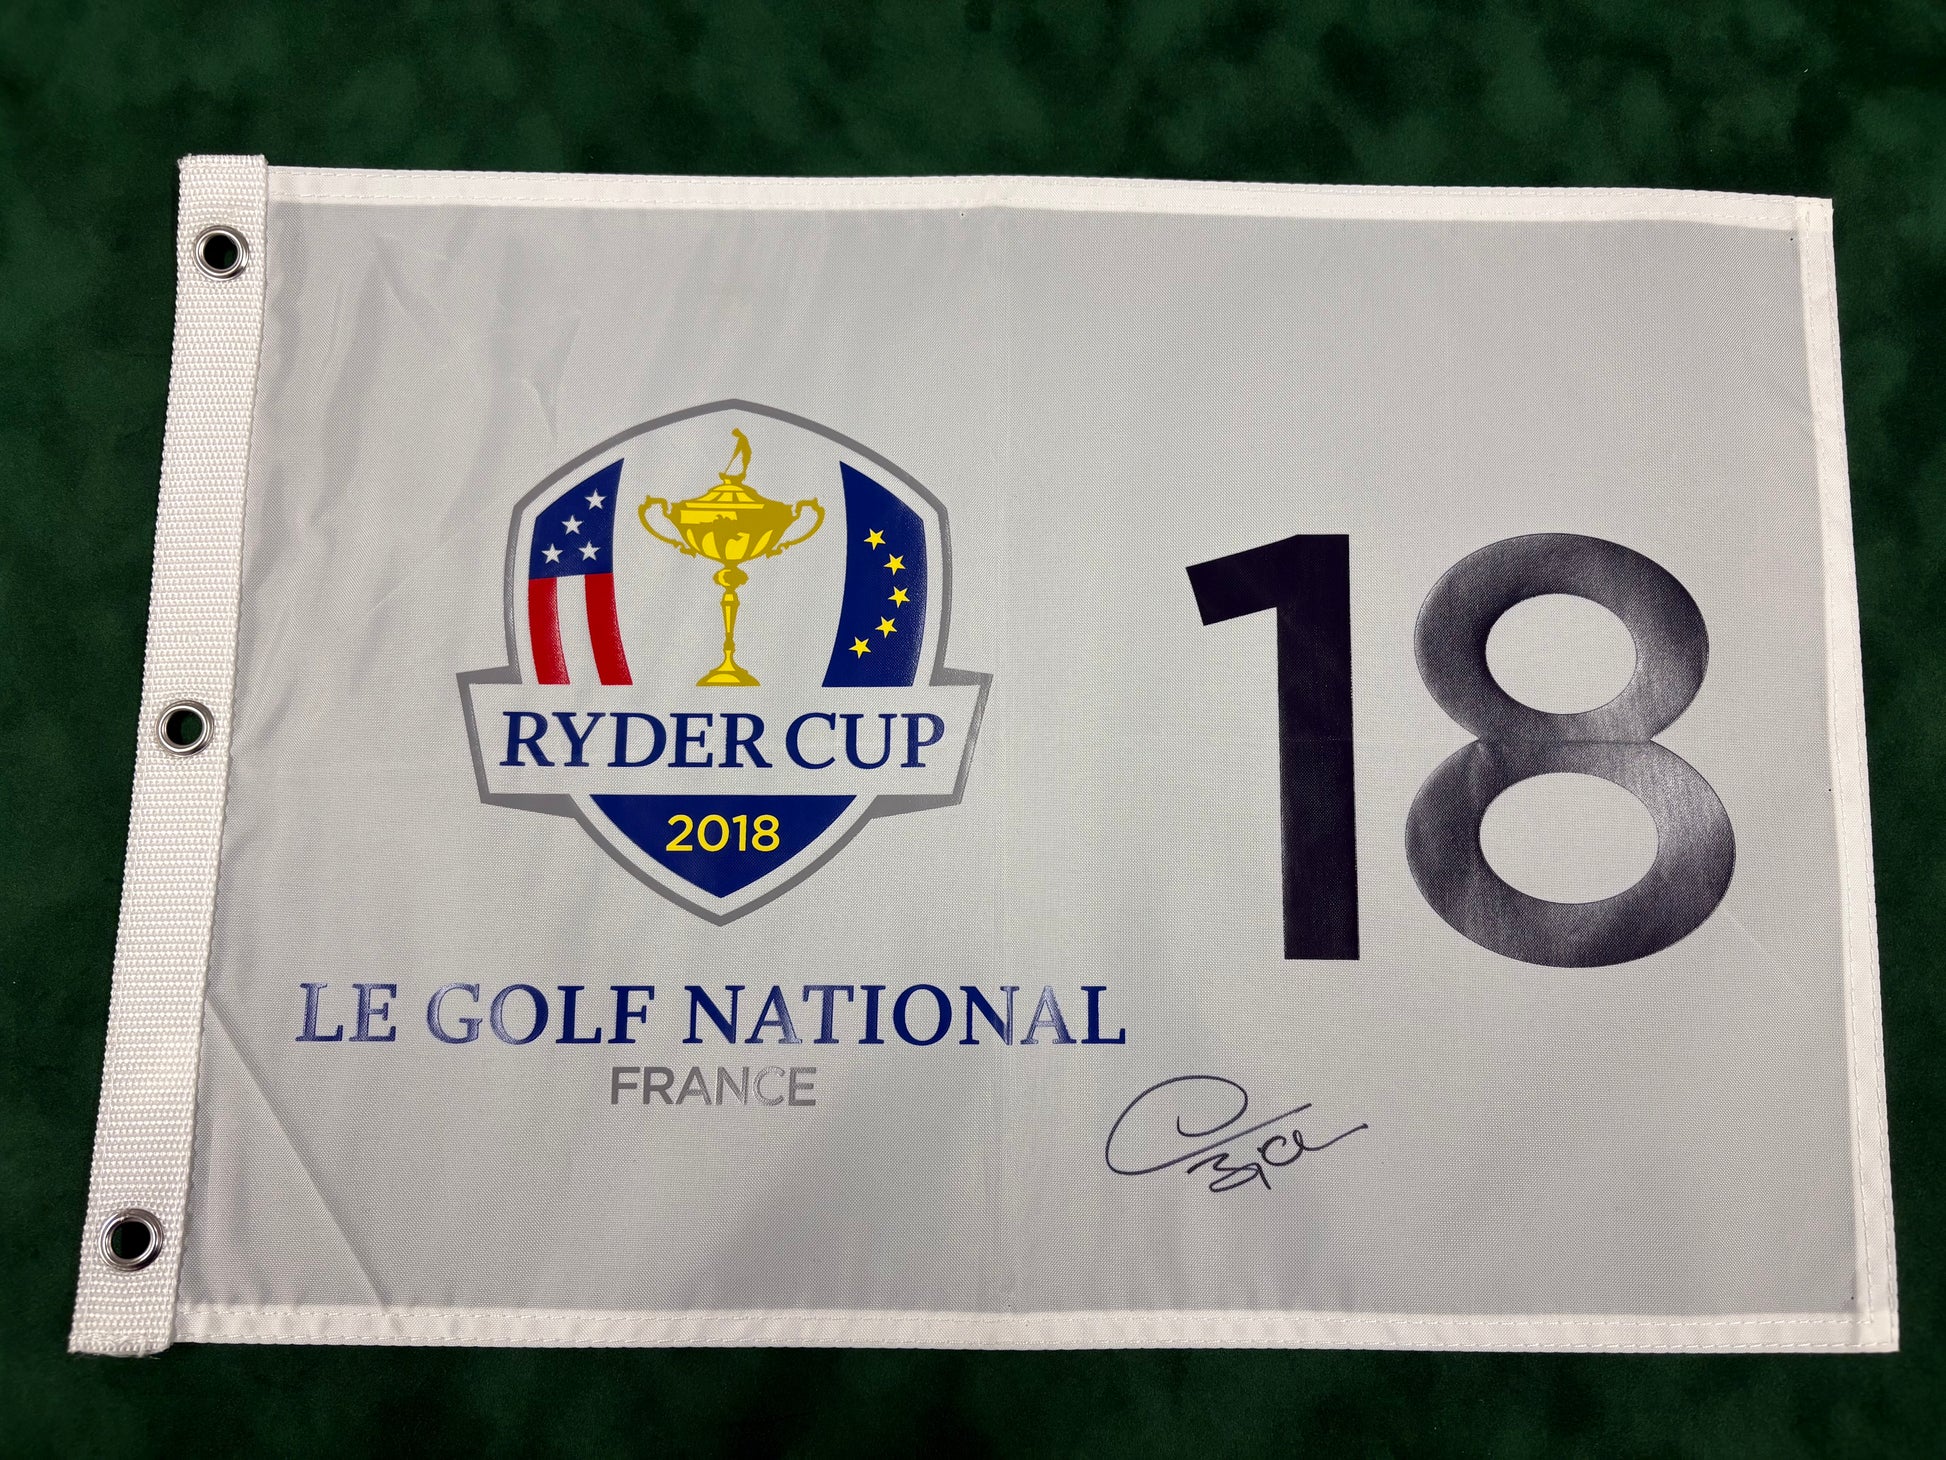 RYDER CUP
2018
LE GOLF NATIONAL
FRANCE
18